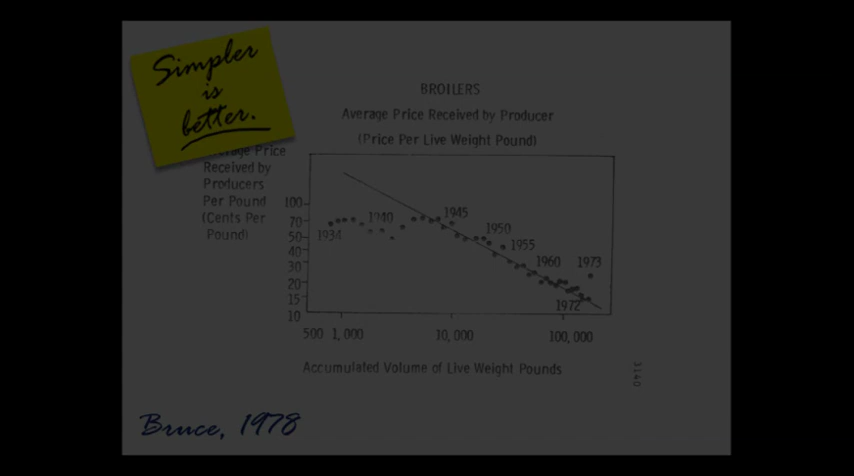 Simpler
is
better.
BROILERS
Average Price Received by Producer
(Price Per Live Weight Pound)
Price
Received by
Producers
Per Pound
(Cents Per
Pound)
100
70
50
40
30
20
15
10
1934
1940
1945
1950
1955
1960
1973
1972
500 1,000 10,000 100,000
Accumulated Volume of Live Weight Pounds
3140
Bruce, 1978